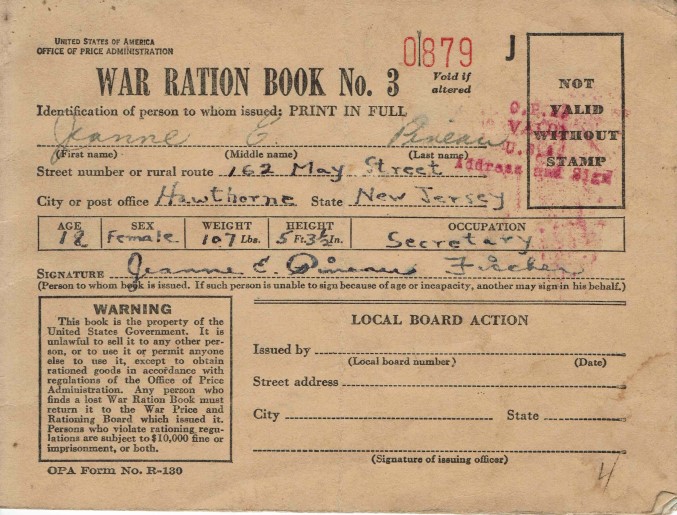 UNITED STATES OF AMERICA
OFFICE OF PRICE ADMINISTRATION
01879 J
WAR RATION BOOK No. 3 Void if altered
Identification of person to whom issued: PRINT IN FULL
Jeanne E. Pineau
(First name) (Middle name) (Last name)
Street number or rural route 162 May Street
City or post office Hawthorne State New Jersey
NOT
VALID
WITHOUT
STAMP
O.P.A.
VALID
Address and Sign
AGE SEX WEIGHT HEIGHT OCCUPATION
18 Female 107 Lbs. 5 Ft. 3½ In. Secretary
SIGNATURE Jeanne E. Pineau Fischer
(Person to whom book is issued. If such person is unable to sign because of age or incapacity, another may sign in his behalf.)
WARNING
This book is the property of the
United States Government. It is
unlawful to sell it to any other per-
son, or to use it or permit anyone
else to use it, except to obtain
rationed goods in accordance with
regulations of the Office of Price
Administration. Any person who
finds a lost War Ration Book must
return it to the War Price and
Rationing Board which issued it.
Persons who violate rationing regu-
lations are subject to $10,000 fine or
imprisonment, or both.
LOCAL BOARD ACTION
Issued by
(Local board number) (Date)
Street address
City State
(Signature of issuing officer)
4
OPA Form No. R-130